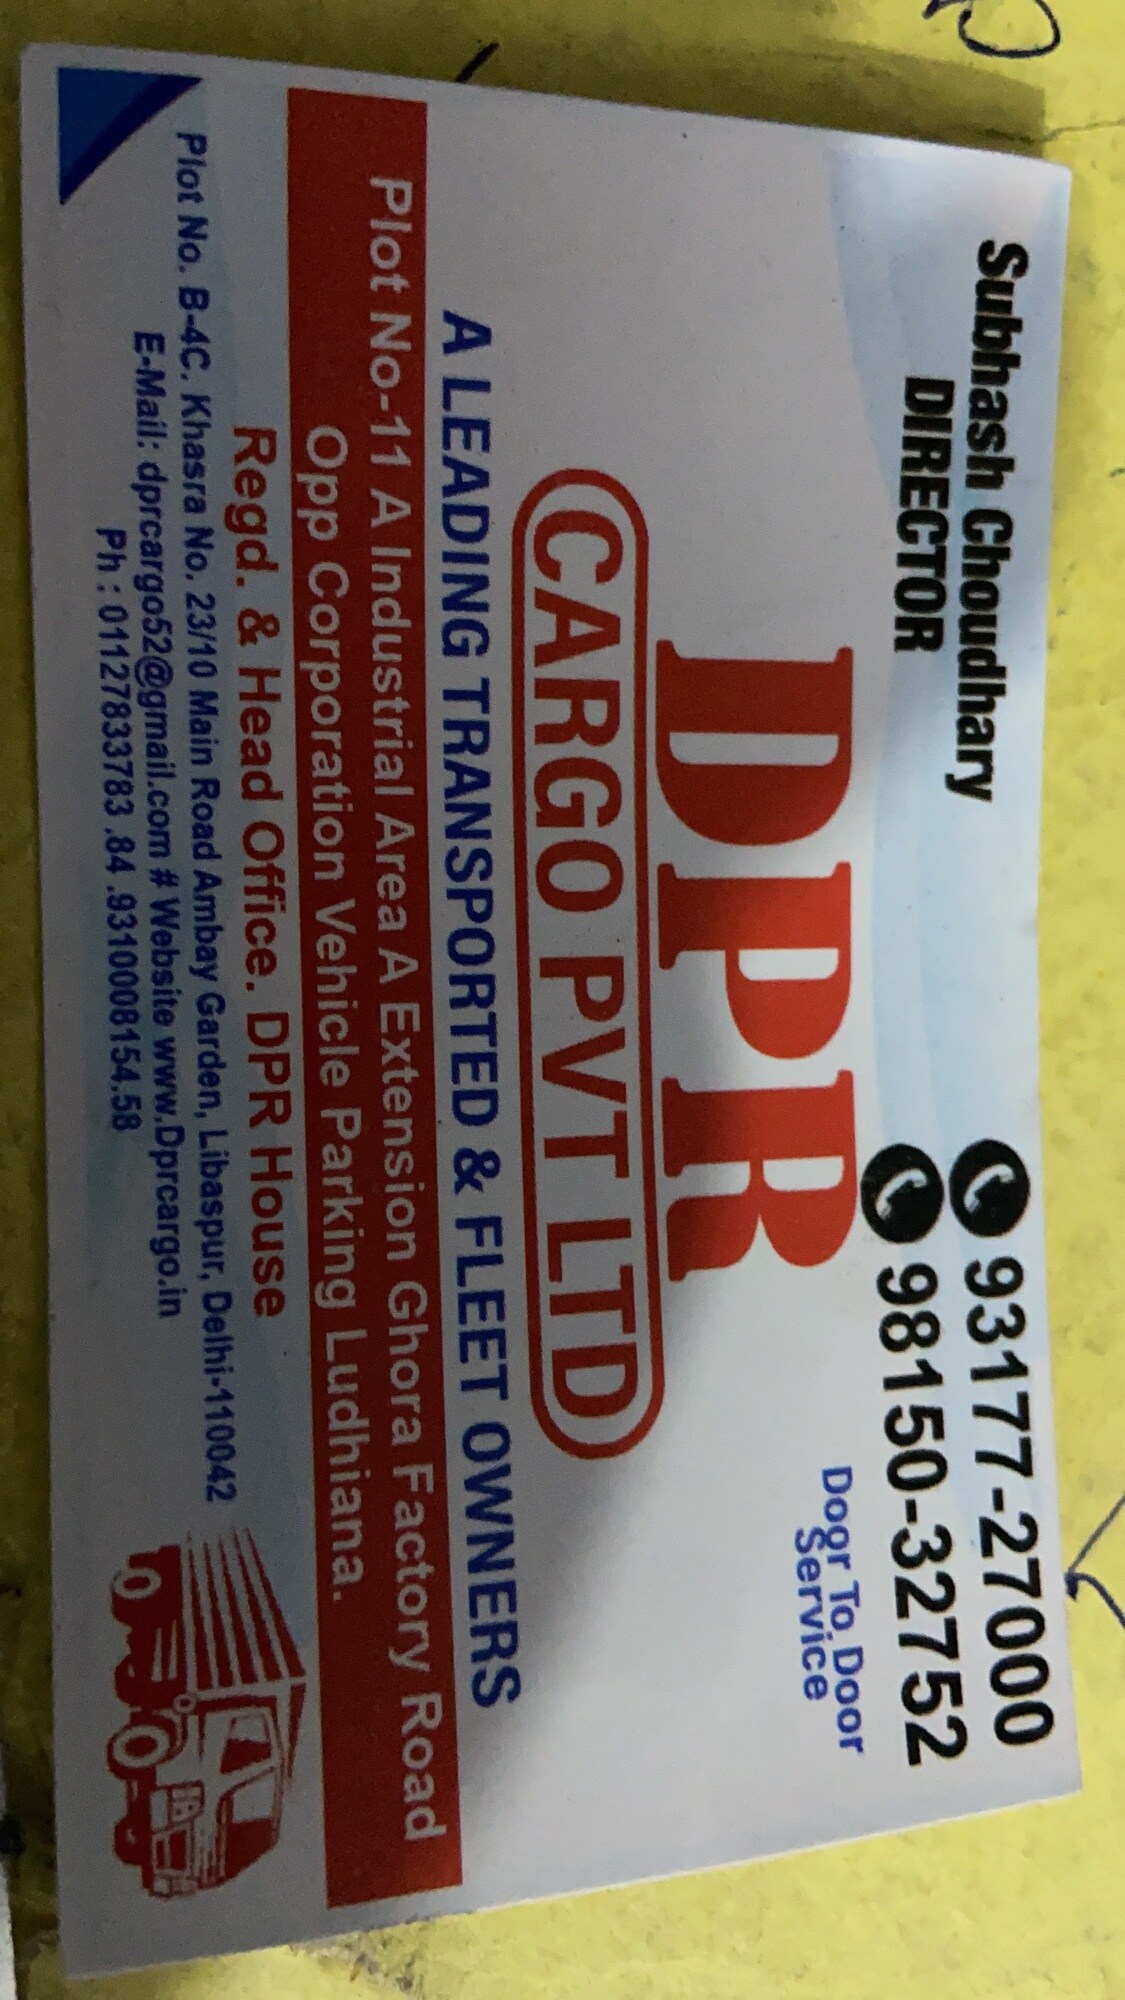 Subhash Choudhary
DIRECTOR
93177-27000
98150-32752
Door To Door
Service
DPR
CARGO PVT LTD
A LEADING TRANSPORTED & FLEET OWNERS
Plot No-11 A Industrial Area A Extension Ghora Factory Road
Opp Corporation Vehicle Parking Ludhiana.
Regd. & Head Office. DPR House
Plot No. B-4C. Khasra No. 23/10 Main Road Ambay Garden, Libaspur, Delhi-110042
E-Mail: dprcargo52@gmail.com # Website www.Dprcargo.in
Ph : 01127833783 .84 .9310008154.58